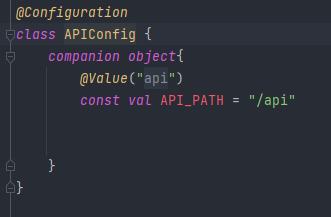 @Configuration
class APIConfig {
    companion object{
        @Value("api")
        const val API_PATH = "/api"
    }
}